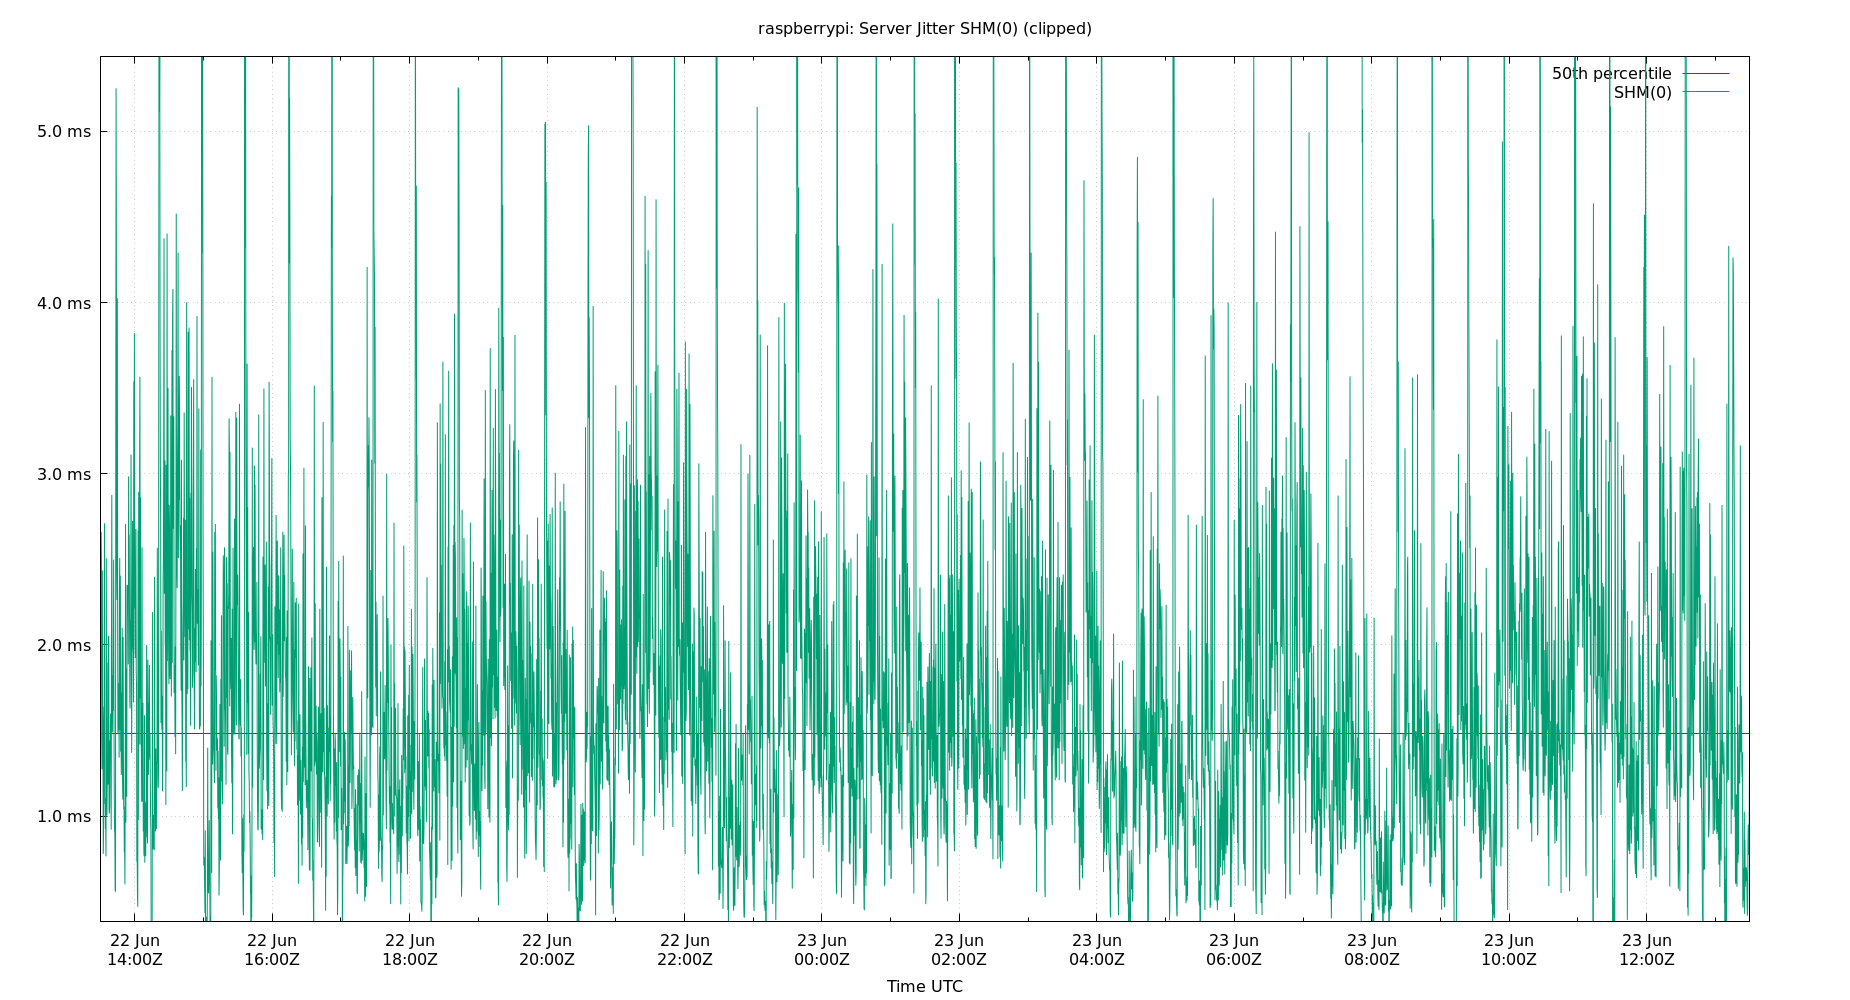 raspberrypi: Server Jitter SHM(0) (clipped)
50th percentile
SHM(0)
5.0 ms
4.0 ms
3.0 ms
2.0 ms
1.0 ms
22 Jun 22 Jun 22 Jun 22 Jun 22 Jun 23 Jun 23 Jun 23 Jun 23 Jun 23 Jun 23 Jun 23 Jun
14:00Z 16:00Z 18:00Z 20:00Z 22:00Z 00:00Z 02:00Z 04:00Z 06:00Z 08:00Z 10:00Z 12:00Z
Time UTC